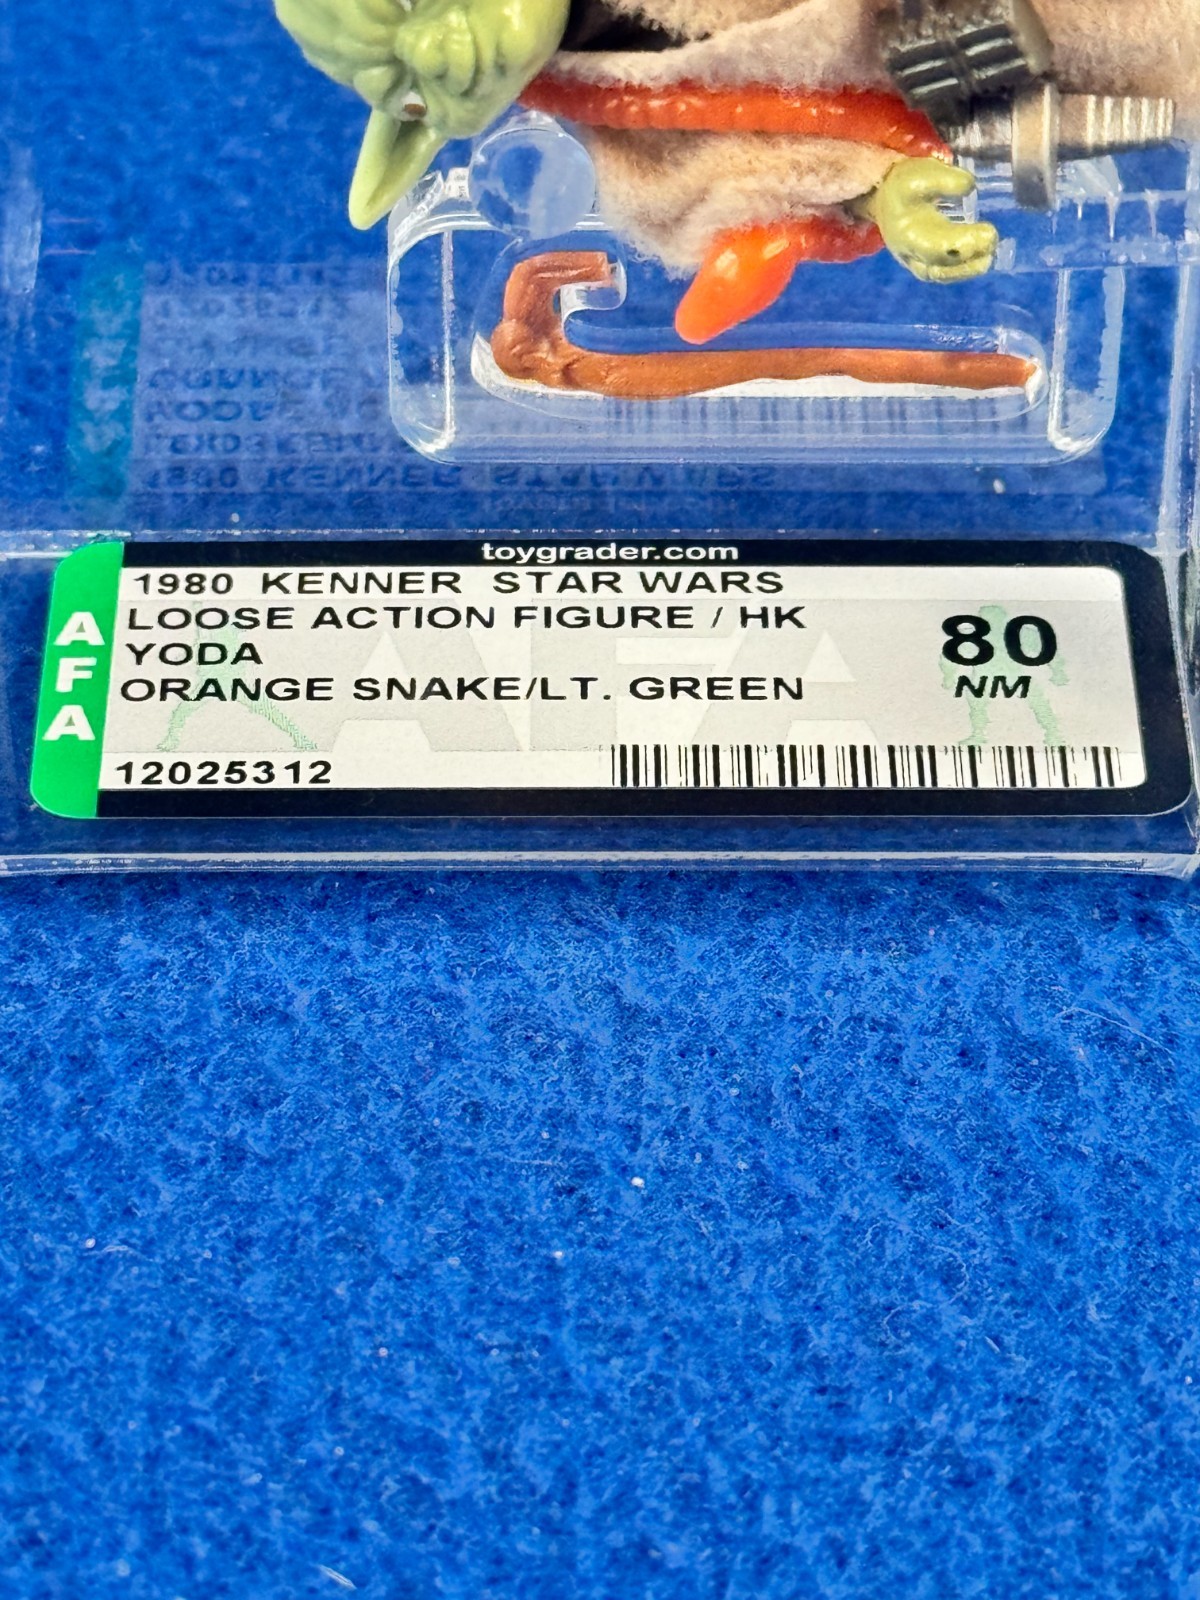 toygrader.com
1980 KENNER STAR WARS
LOOSE ACTION FIGURE / HK
YODA
ORANGE SNAKE/LT. GREEN
80
NM
AFA
12025312